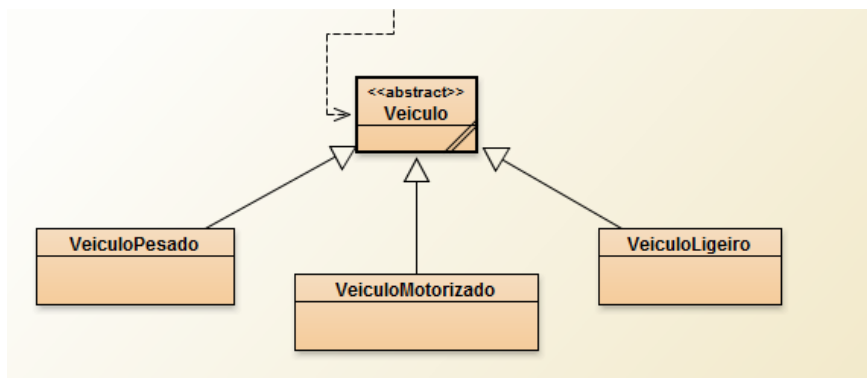 <<abstract>>
Veiculo
VeiculoPesado
VeiculoLigeiro
VeiculoMotorizado